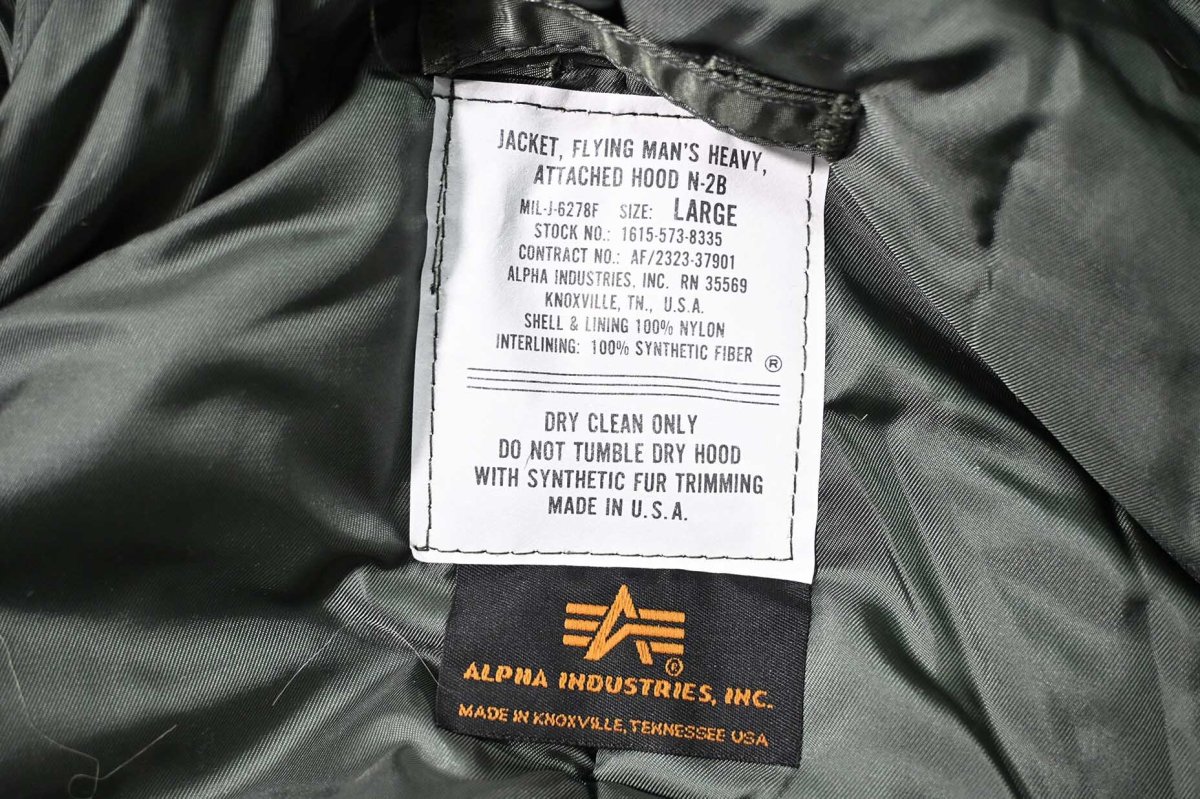 JACKET, FLYING MAN'S HEAVY,
ATTACHED HOOD N-2B
MIL-J-6278F SIZE: LARGE
STOCK NO.: 1615-573-8335
CONTRACT NO.: AF/2323-37901
ALPHA INDUSTRIES, INC. RN 35569
KNOXVILLE, TN., U.S.A.
SHELL & LINING 100% NYLON
INTERLINING: 100% SYNTHETIC FIBER ®
DRY CLEAN ONLY
DO NOT TUMBLE DRY HOOD
WITH SYNTHETIC FUR TRIMMING
MADE IN U.S.A.
®
ALPHA INDUSTRIES, INC.
MADE IN KNOXVILLE, TENNESSEE USA